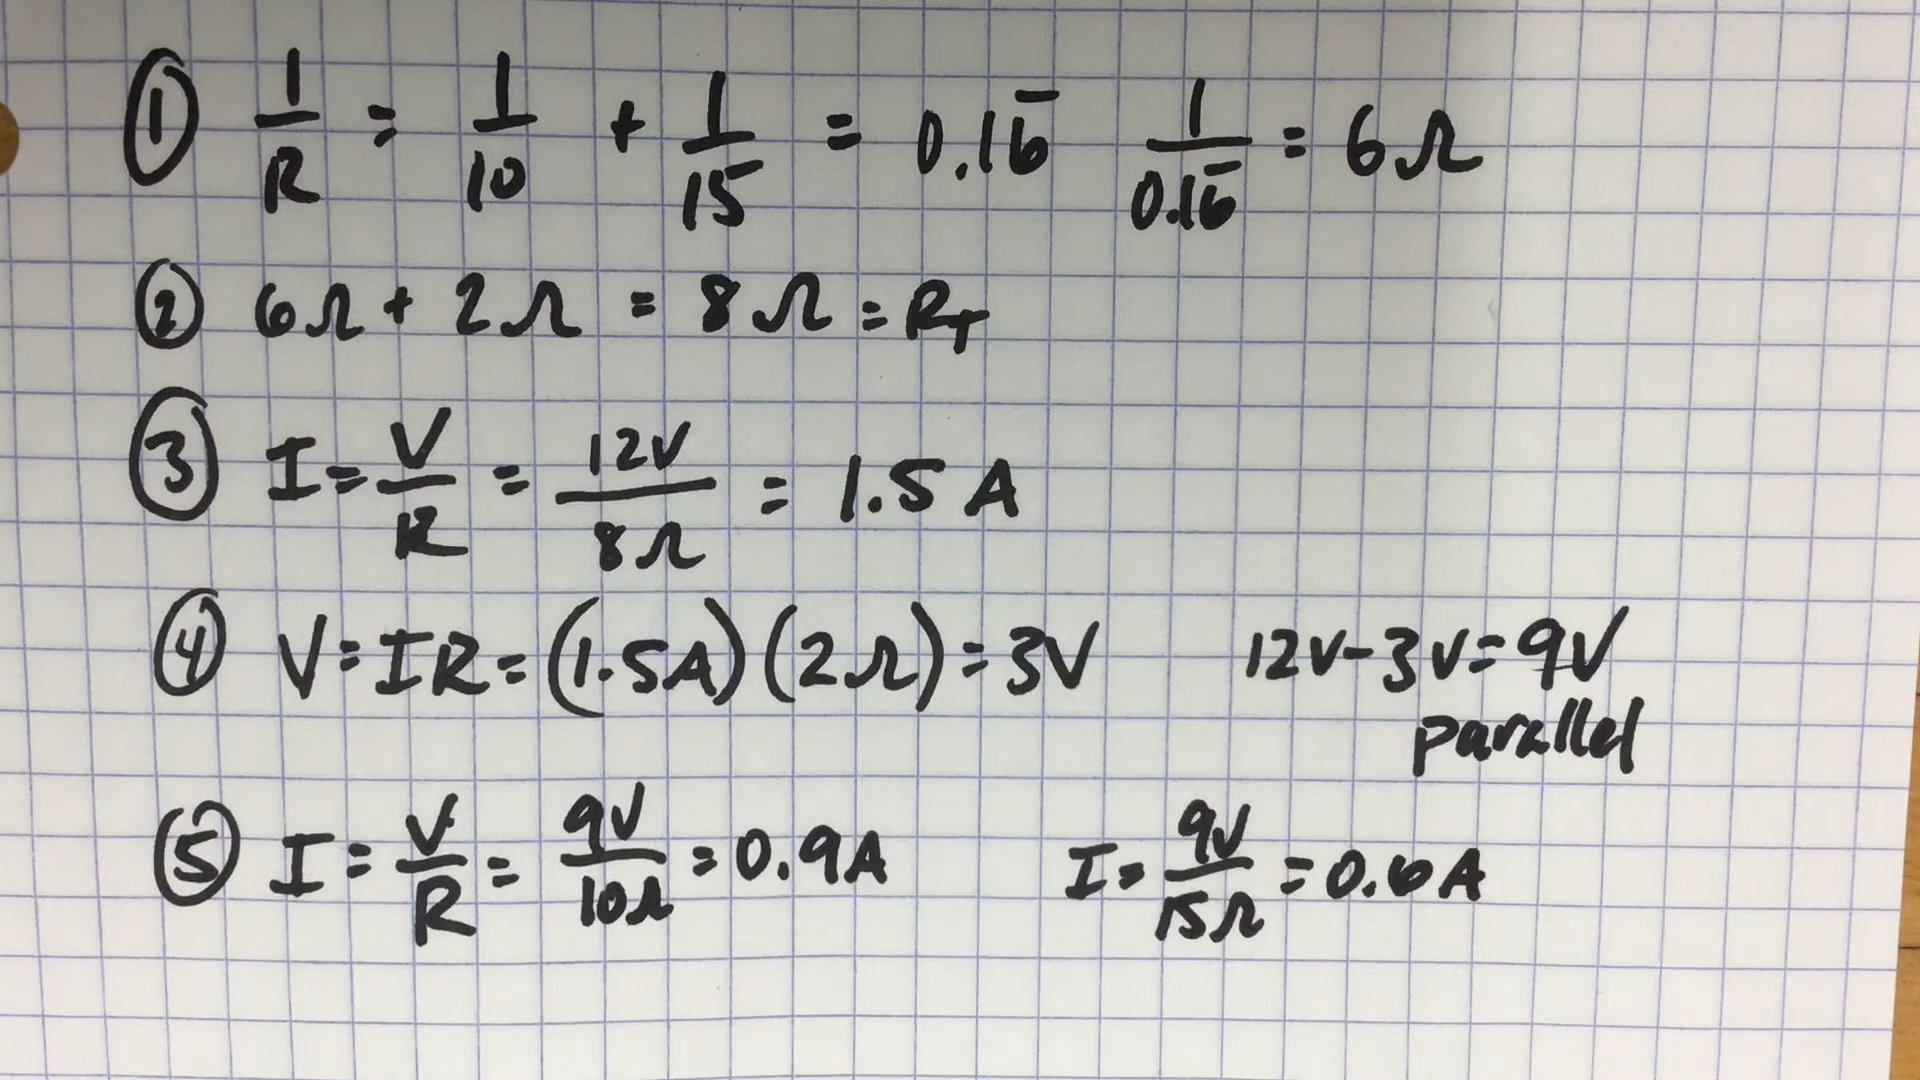 ① 1/R = 1/10 + 1/15 = 0.16̅ 1/0.16̅ = 6Ω
② 6Ω + 2Ω = 8Ω = R_T
③ I = V/R = 12V/8Ω = 1.5 A
④ V = IR = (1.5A)(2Ω) = 3V 12V - 3V = 9V
parallel
⑤ I = V/R = 9V/10Ω = 0.9A I = 9V/15Ω = 0.6A